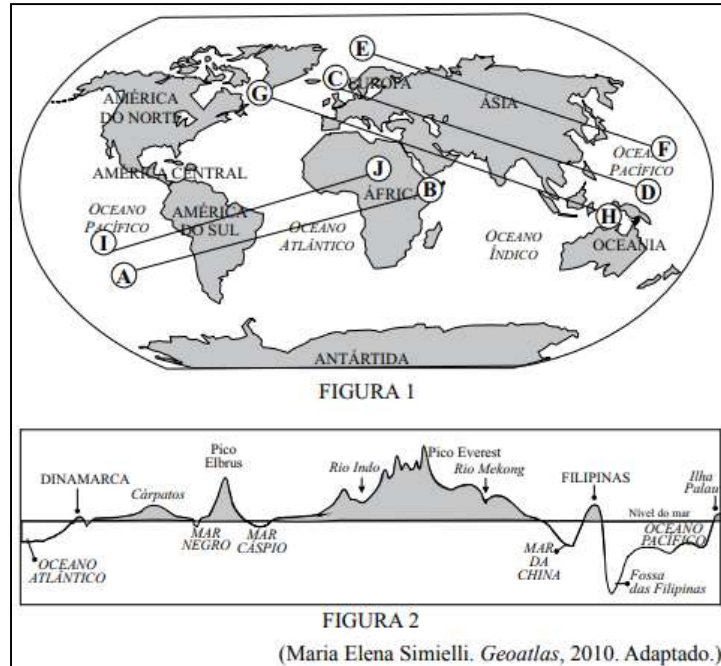 E
C
EUROPA
G
AMÉRICA
DO NORTE
ÁSIA
F
OCEANO
PACÍFICO
AMÉRICA CENTRAL
J
B
ÁFRICA
D
OCEANO
PACÍFICO
AMÉRICA
DO SUL
OCEANO
ATLÂNTICO
H
I
OCEANO
ÍNDICO
OCEANIA
A
ANTÁRTIDA
FIGURA 1
Pico
Elbrus
Pico Everest
Ilha
Palau
DINAMARCA
Cárpatos
Rio Indo
Rio Mekong
FILIPINAS
Nível do mar
OCEANO
PACÍFICO
OCEANO
ATLÂNTICO
MAR
NEGRO
MAR
CÁSPIO
MAR
DA
CHINA
Fossa
das Filipinas
FIGURA 2
(Maria Elena Simielli. Geoatlas, 2010. Adaptado.)